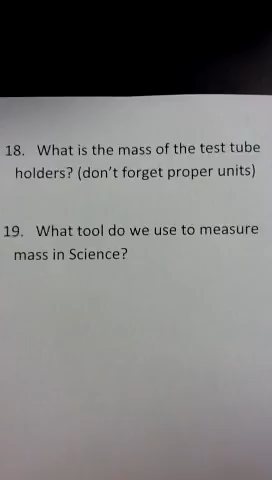 18. What is the mass of the test tube
holders? (don't forget proper units)
19. What tool do we use to measure
mass in Science?